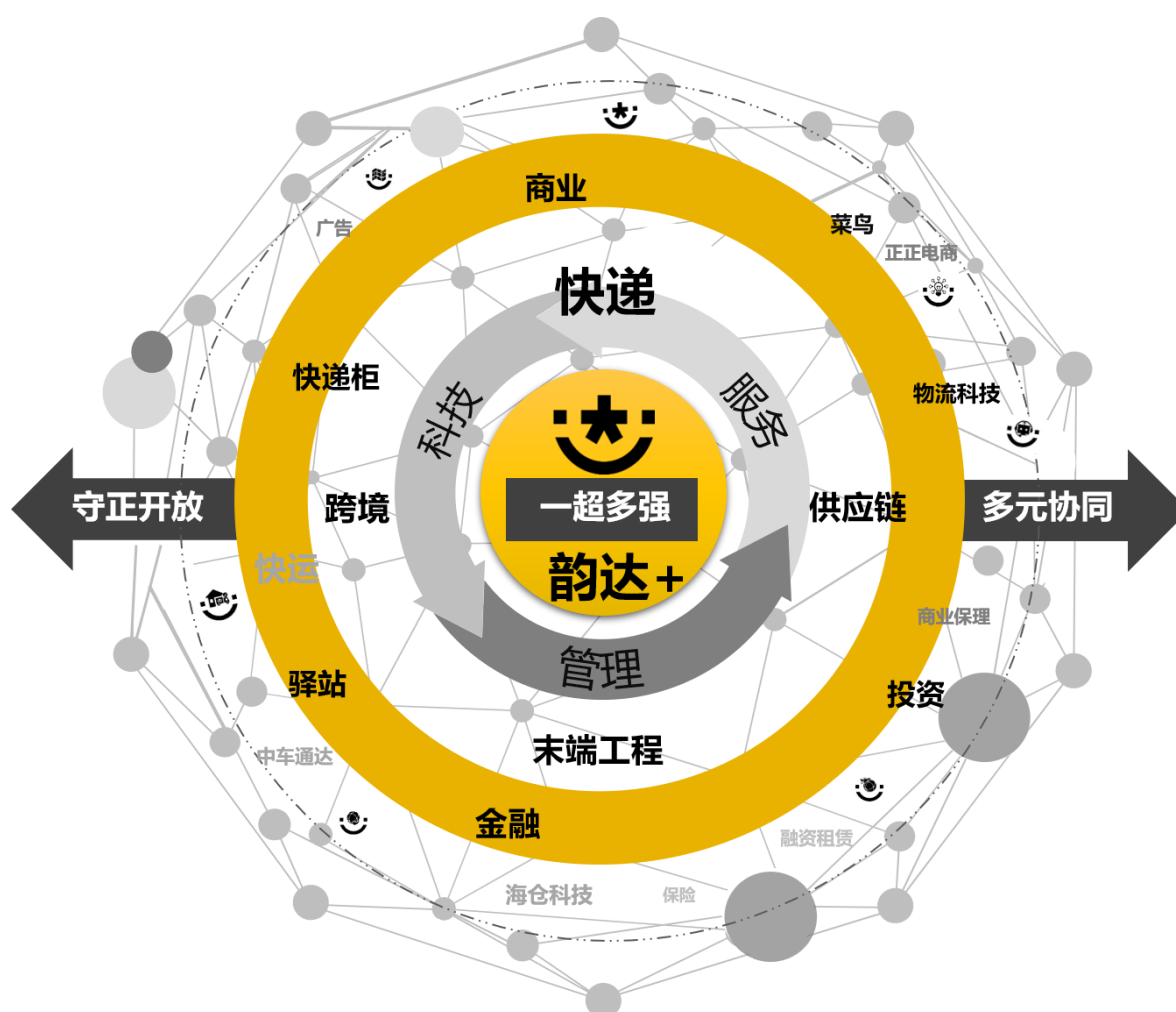 商业
菜鸟
广告
正正电商
快递
快递柜
物流科技
科技
服务
守正开放
跨境
一超多强
供应链
多元协同
快运
韵达+
商业保理
管理
驿站
投资
中车通达
末端工程
金融
融资租赁
海仓科技
保险